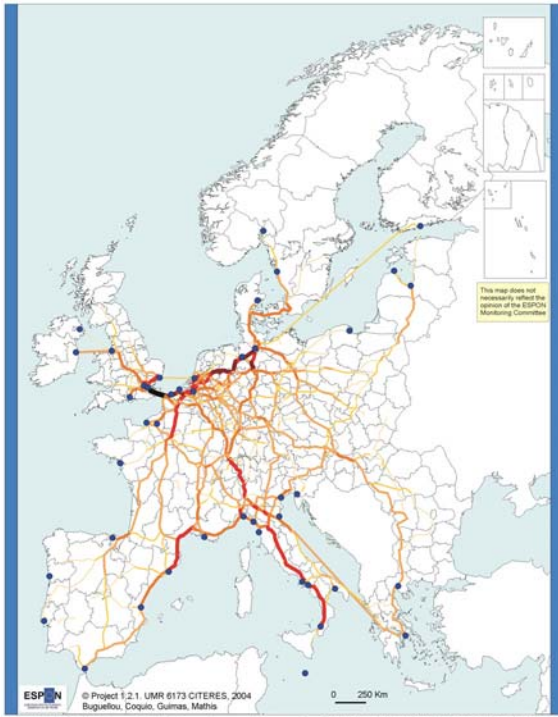 This map does not
necessarily reflect the
opinion of the ESPON
Monitoring Committee
ESPON
© Project 1.2.1. UMR 6173 CITERES, 2004
Buguellou, Coquio, Guimas, Mathis
0 250 Km